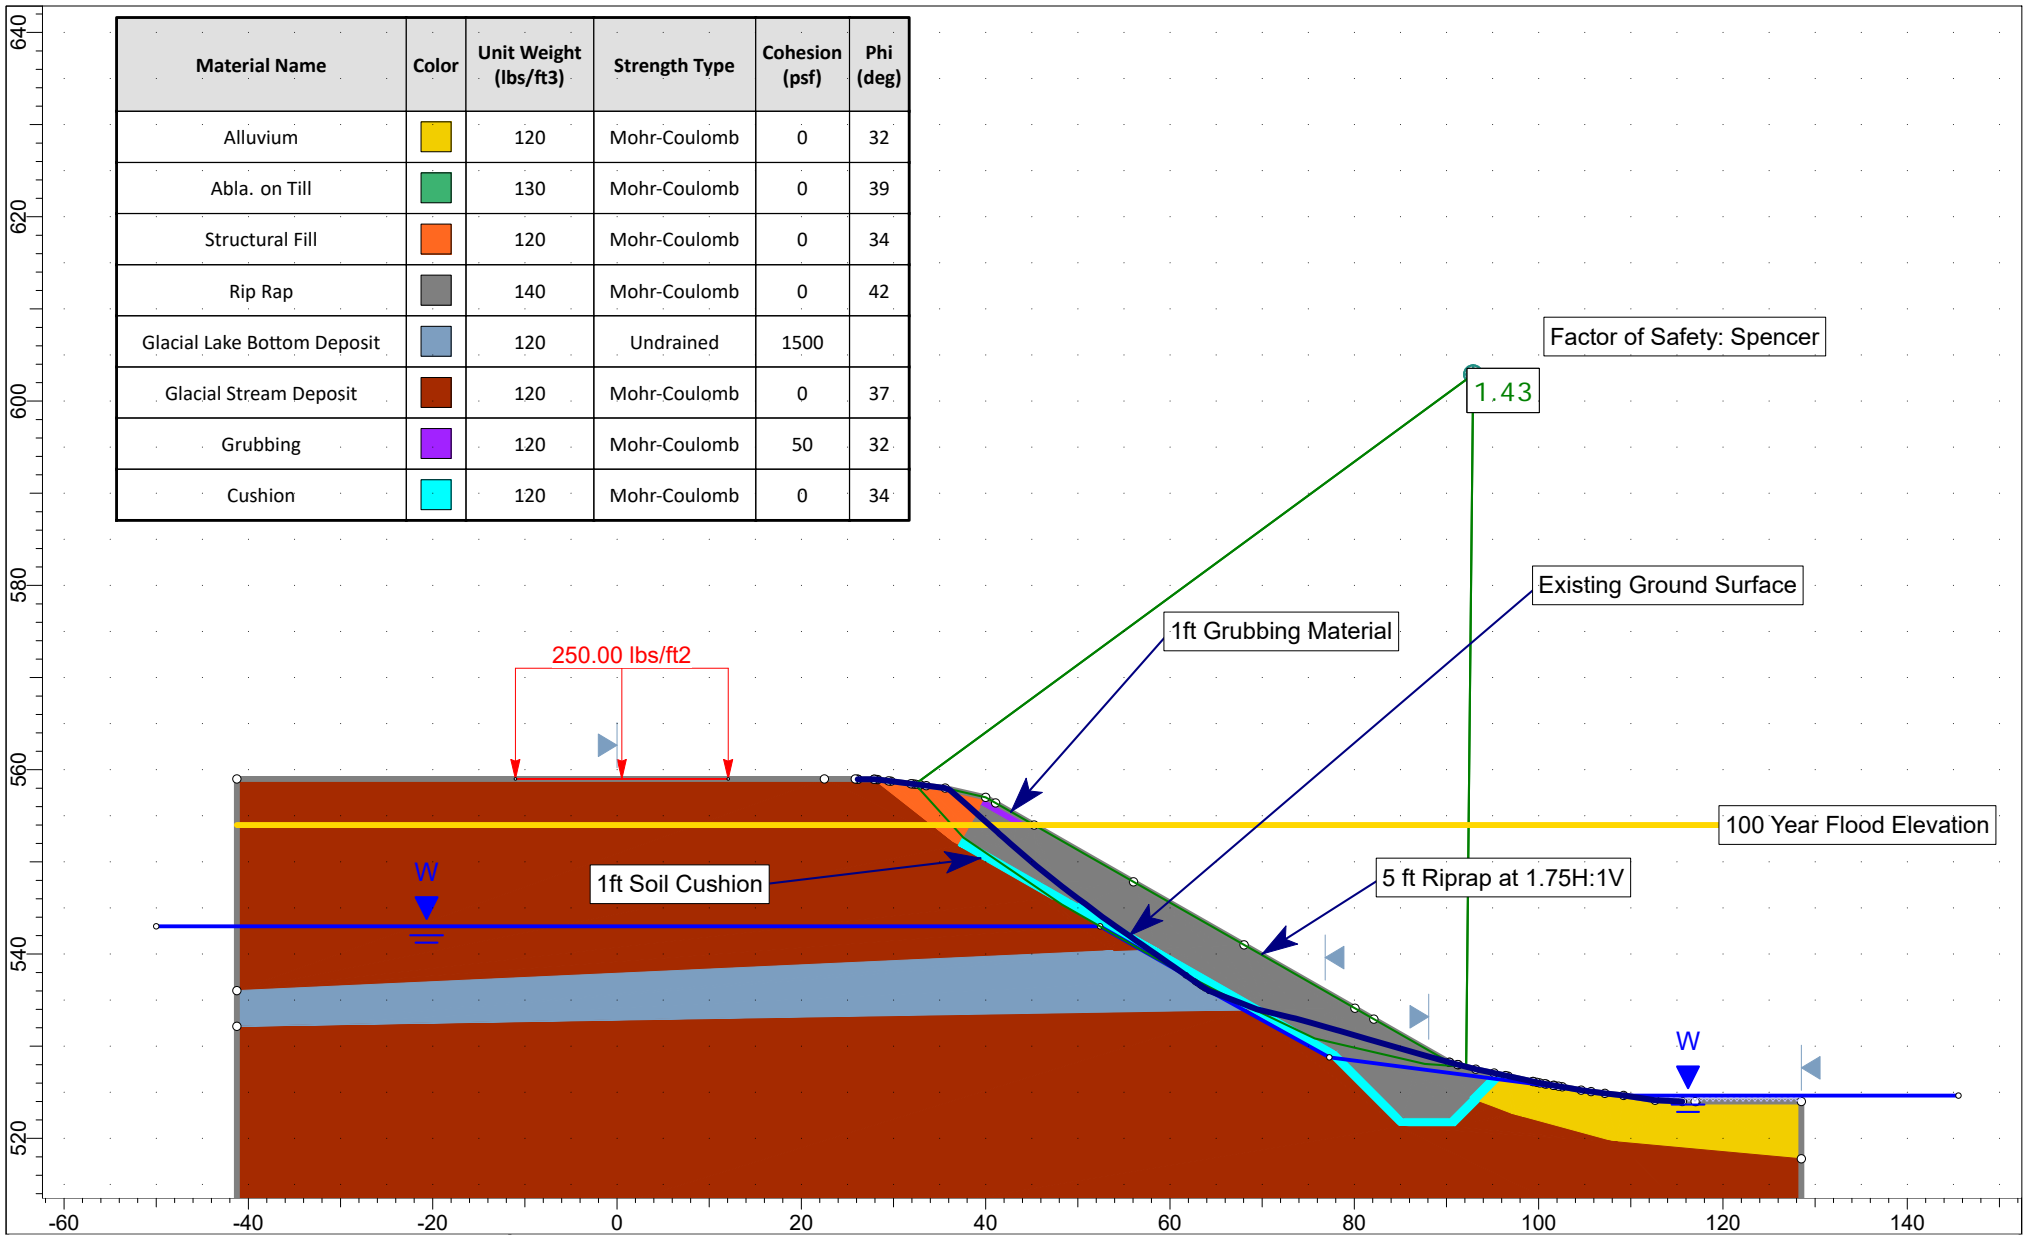 640
620
600
580
560
540
520
Material Name Color Unit Weight (lbs/ft3) Strength Type Cohesion (psf) Phi (deg)
Alluvium 120 Mohr-Coulomb 0 32
Abla. on Till 130 Mohr-Coulomb 0 39
Structural Fill 120 Mohr-Coulomb 0 34
Rip Rap 140 Mohr-Coulomb 0 42
Glacial Lake Bottom Deposit 120 Undrained 1500
Glacial Stream Deposit 120 Mohr-Coulomb 0 37
Grubbing 120 Mohr-Coulomb 50 32
Cushion 120 Mohr-Coulomb 0 34
Factor of Safety: Spencer
1.43
Existing Ground Surface
1ft Grubbing Material
250.00 lbs/ft2
100 Year Flood Elevation
1ft Soil Cushion
5 ft Riprap at 1.75H:1V
W
W
-60 -40 -20 0 20 40 60 80 100 120 140